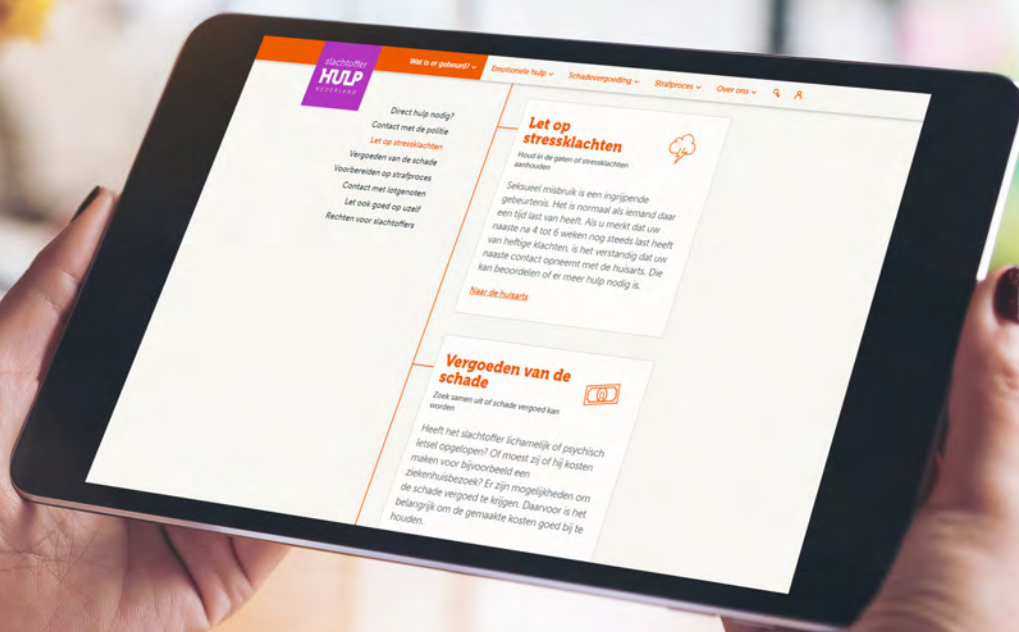 slachtoffer
HULP
NEDERLAND
Wat is er gebeurd?
Emotionele hulp
Schadevergoeding
Strafproces
Over ons
Direct hulp nodig?
Contact met de politie
Let op stressklachten
Vergoeden van de schade
Voorbereiden op strafproces
Contact met lotgenoten
Let ook goed op uzelf
Rechten voor slachtoffers
Let op
stressklachten
Houd in de gaten of stressklachten
aanhouden
Seksueel misbruik is een ingrijpende
gebeurtenis. Het is normaal als iemand daar
een tijd last van heeft. Als u merkt dat uw
naaste na 4 tot 6 weken nog steeds last heeft
van heftige klachten, is het verstandig dat uw
naaste contact opneemt met de huisarts. Die
kan beoordelen of er meer hulp nodig is.
Naar de huisarts
Vergoeden van de
schade
Zoek samen uit of schade vergoed kan
worden
Heeft het slachtoffer lichamelijk of psychisch
letsel opgelopen? Of moest zij of hij kosten
maken voor bijvoorbeeld een
ziekenhuisbezoek? Er zijn mogelijkheden om
de schade vergoed te krijgen. Daarvoor is het
belangrijk om de gemaakte kosten goed bij te
houden.